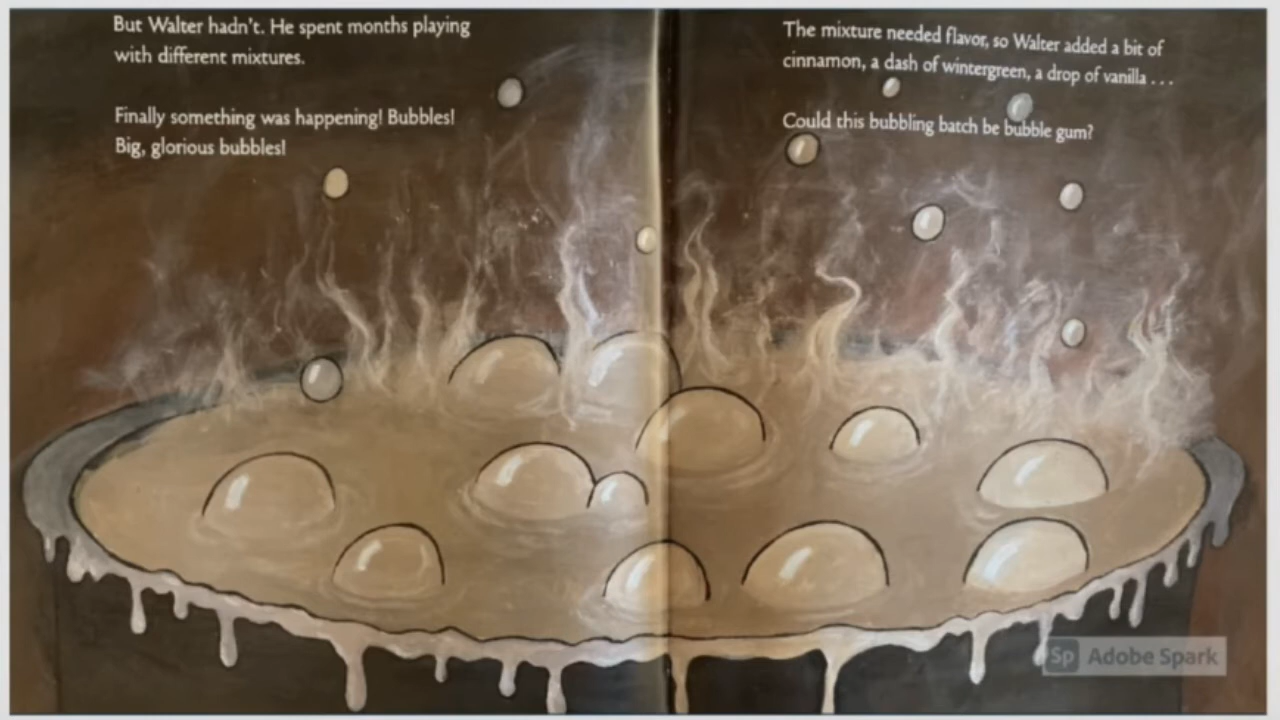 But Walter hadn't. He spent months playing
with different mixtures.
Finally something was happening! Bubbles!
Big, glorious bubbles!
The mixture needed flavor, so Walter added a bit of
cinnamon, a dash of wintergreen, a drop of vanilla . . .
Could this bubbling batch be bubble gum?
Sp Adobe Spark